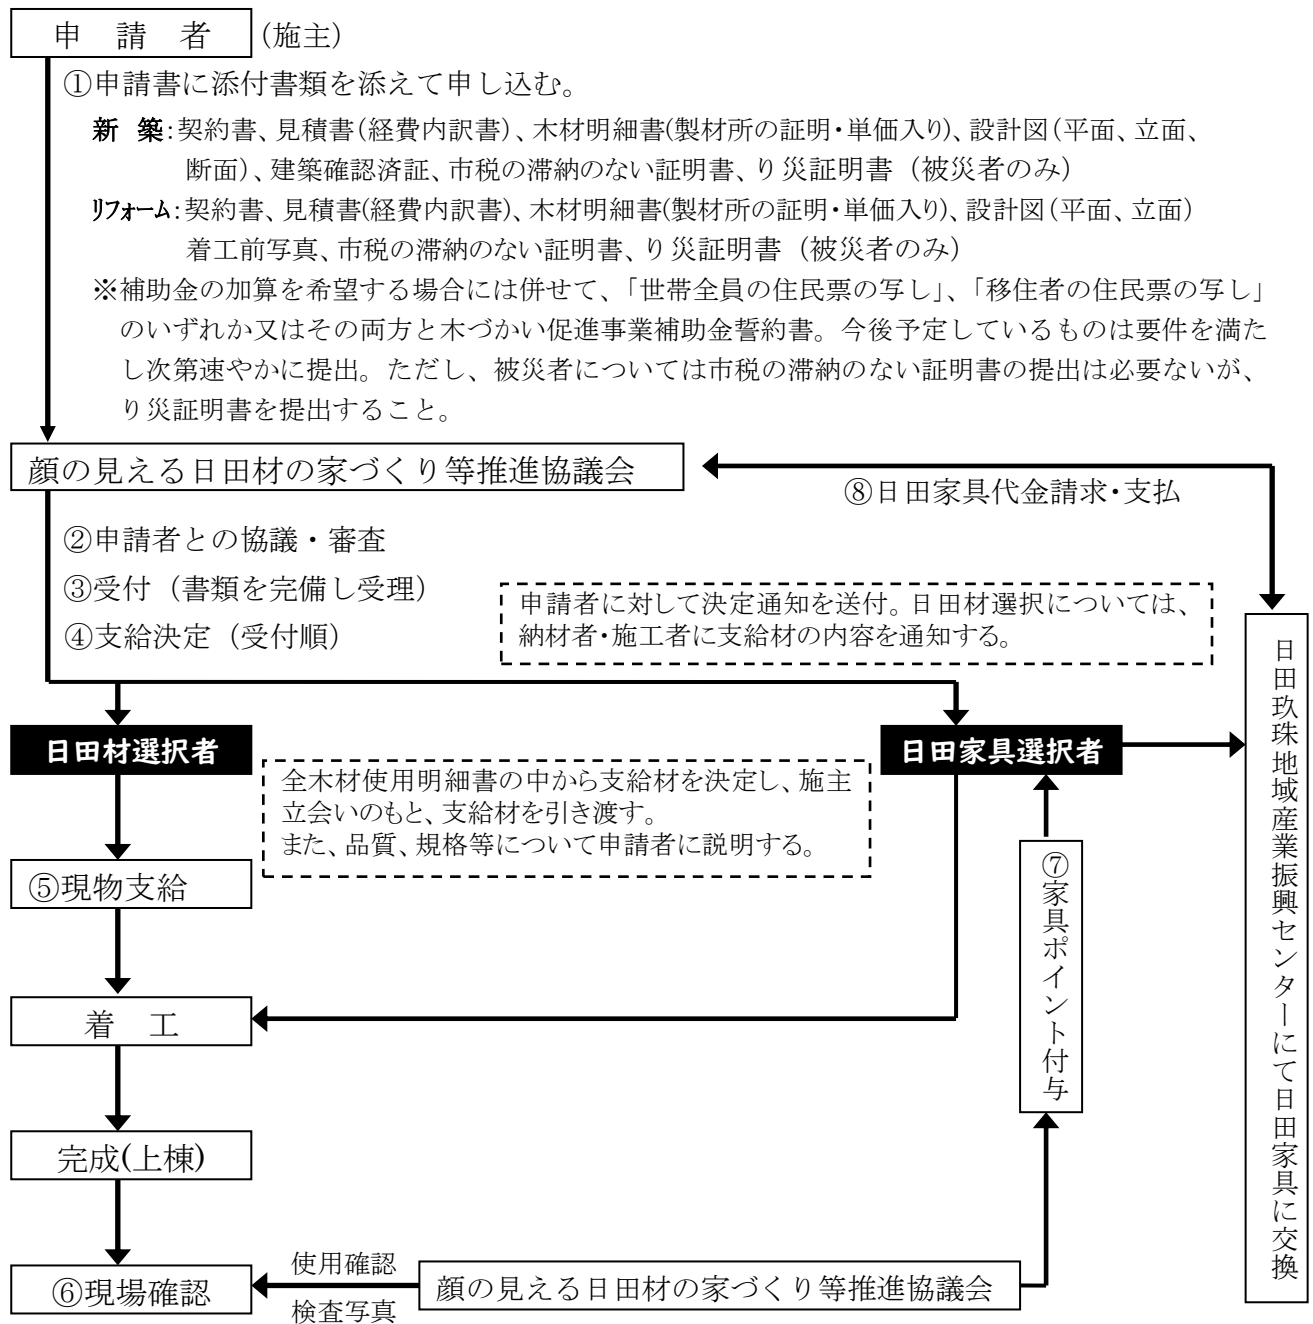 申　請　者 (施主)
①申請書に添付書類を添えて申し込む。
新　築:契約書、見積書(経費内訳書)、木材明細書(製材所の証明・単価入り)、設計図(平面、立面、
断面)、建築確認済証、市税の滞納のない証明書、り災証明書（被災者のみ）
リフォーム:契約書、見積書(経費内訳書)、木材明細書(製材所の証明・単価入り)、設計図(平面、立面)
着工前写真、市税の滞納のない証明書、り災証明書（被災者のみ）
※補助金の加算を希望する場合には併せて、「世帯全員の住民票の写し」、「移住者の住民票の写し」
のいずれか又はその両方と木づかい促進事業補助金誓約書。今後予定しているものは要件を満た
し次第速やかに提出。ただし、被災者については市税の滞納のない証明書の提出は必要ないが、
り災証明書を提出すること。
顔の見える日田材の家づくり等推進協議会
⑧日田家具代金請求・支払
②申請者との協議・審査
③受付（書類を完備し受理）
④支給決定（受付順）
申請者に対して決定通知を送付。日田材選択については、
納材者・施工者に支給材の内容を通知する。
日田材選択者
日田家具選択者
全木材使用明細書の中から支給材を決定し、施主
立会いのもと、支給材を引き渡す。
また、品質、規格等について申請者に説明する。
⑤現物支給
⑦家具ポイント付与
日田玖珠地域産業振興センターにて日田家具に交換
着　工
完成(上棟)
⑥現場確認
使用確認
検査写真
顔の見える日田材の家づくり等推進協議会